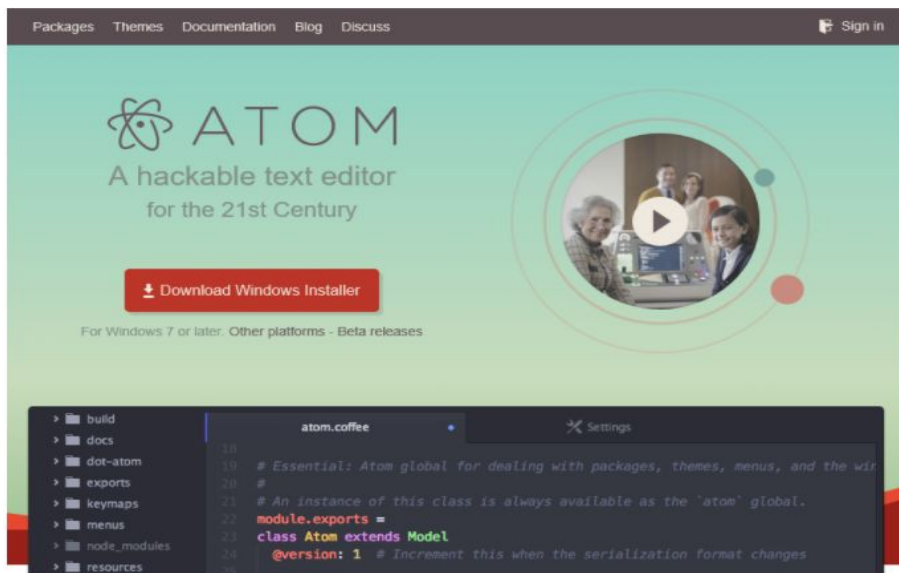 Packages Themes Documentation Blog Discuss Sign in
ATOM
A hackable text editor
for the 21st Century
Download Windows Installer
For Windows 7 or later. Other platforms - Beta releases
build
docs
dot-atom
exports
keymaps
menus
node_modules
resources
atom.coffee Settings
18
19 # Essential: Atom global for dealing with packages, themes, menus, and the win
20 #
21 # An instance of this class is always available as the `atom` global.
22 module.exports =
23 class Atom extends Model
24 @version: 1 # Increment this when the serialization format changes
25